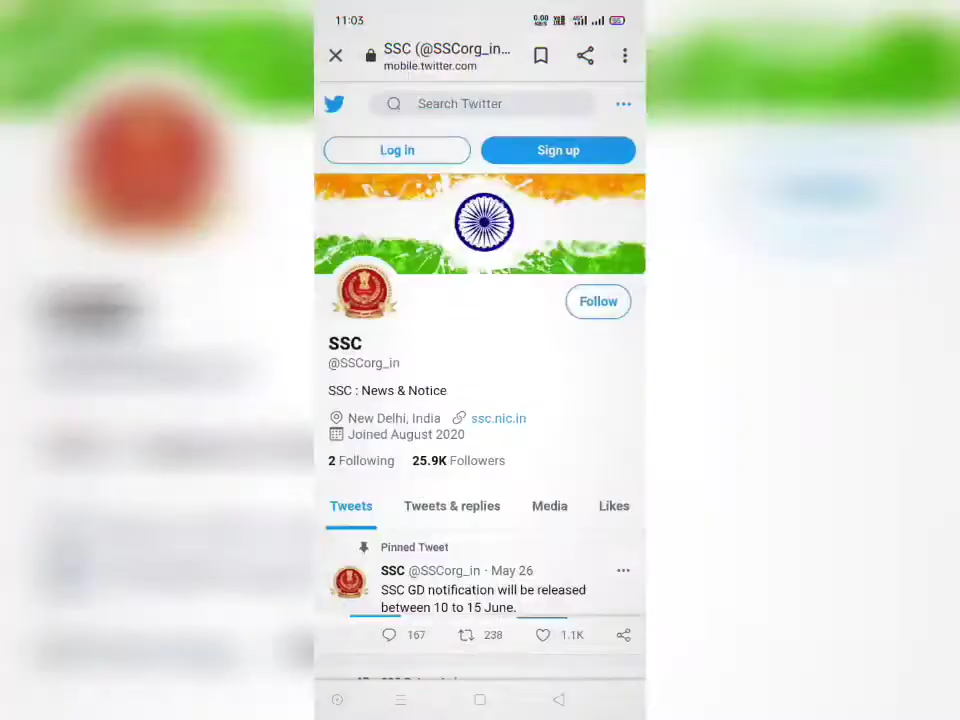 11:03
SSC (@SSCorg_in...
mobile.twitter.com
Search Twitter
Log in
Sign up
Follow
SSC
@SSCorg_in
SSC : News & Notice
New Delhi, India ssc.nic.in
Joined August 2020
2 Following 25.9K Followers
Tweets Tweets & replies Media Likes
Pinned Tweet
SSC @SSCorg_in · May 26
SSC GD notification will be released
between 10 to 15 June.
167 238 1.1K